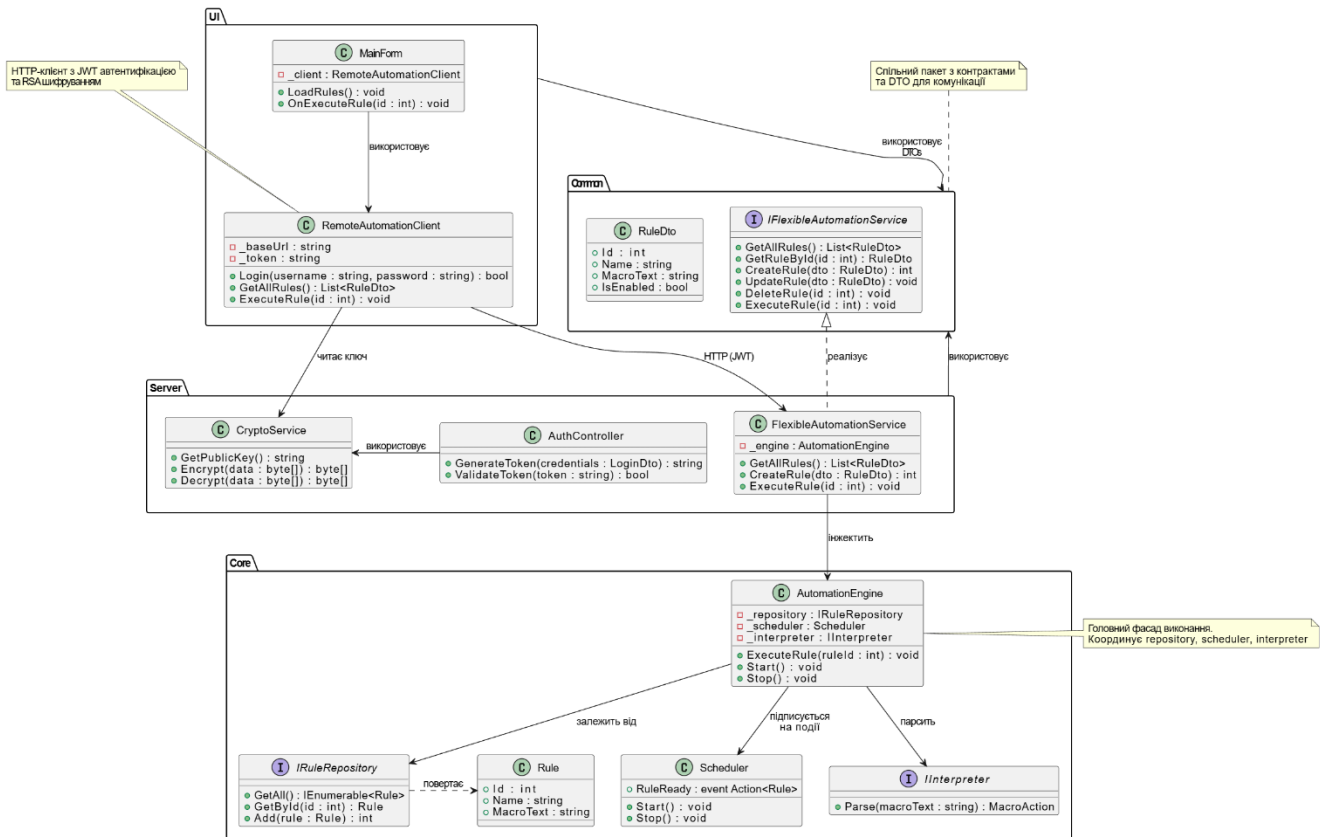 UI
C MainForm
_client : RemoteAutomationClient
LoadRules() : void
OnExecuteRule(id : int) : void
HTTP-клієнт з JWT автентифікацією
та RSA шифруванням
Спільний пакет з контрактами
та DTO для комунікації
використовує
використовує
DTOs
C RemoteAutomationClient
_baseUrl : string
_token : string
Login(username : string, password : string) : bool
GetAllRules() : List<RuleDto>
ExecuteRule(id : int) : void
Common
C RuleDto
Id : int
Name : string
MacroText : string
IsEnabled : bool
I IFlexibleAutomationService
GetAllRules() : List<RuleDto>
GetRuleById(id : int) : RuleDto
CreateRule(dto : RuleDto) : int
UpdateRule(dto : RuleDto) : void
DeleteRule(id : int) : void
ExecuteRule(id : int) : void
читає ключ
HTTP (JWT)
реалізує
використовує
Server
C CryptoService
GetPublicKey() : string
Encrypt(data : byte[]) : byte[]
Decrypt(data : byte[]) : byte[]
використовує
C AuthController
GenerateToken(credentials : LoginDto) : string
ValidateToken(token : string) : bool
C FlexibleAutomationService
_engine : AutomationEngine
GetAllRules() : List<RuleDto>
CreateRule(dto : RuleDto) : int
ExecuteRule(id : int) : void
інжектить
Core
C AutomationEngine
_repository : IRuleRepository
_scheduler : Scheduler
_interpreter : IInterpreter
ExecuteRule(ruleId : int) : void
Start() : void
Stop() : void
Головний фасад виконання.
Координує repository, scheduler, interpreter
залежить від
підписується
на події
парсить
I IRuleRepository
GetAll() : IEnumerable<Rule>
GetById(id : int) : Rule
Add(rule : Rule) : int
повертає
C Rule
Id : int
Name : string
MacroText : string
C Scheduler
RuleReady : event Action<Rule>
Start() : void
Stop() : void
I IInterpreter
Parse(macroText : string) : MacroAction